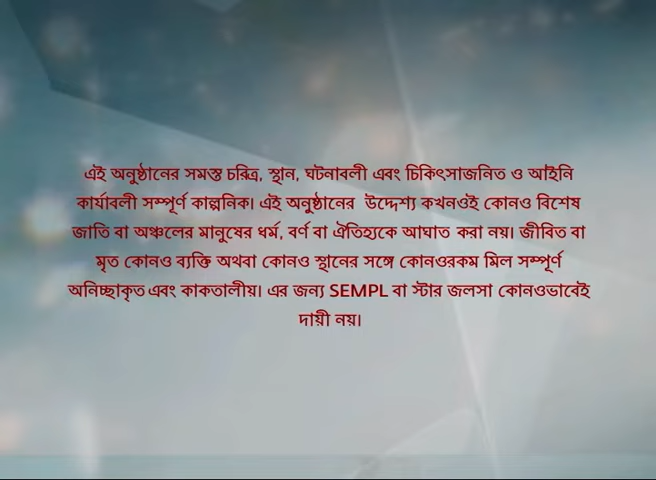 এই অনুষ্ঠানের সমস্ত চরিত্র, স্থান, ঘটনাবলী এবং চিকিৎসাজনিত ও আইনি
কার্যাবলী সম্পূর্ণ কাল্পনিক। এই অনুষ্ঠানের উদ্দেশ্য কখনওই কোনও বিশেষ
জাতি বা অঞ্চলের মানুষের ধর্ম, বর্ণ বা ঐতিহ্যকে আঘাত করা নয়। জীবিত বা
মৃত কোনও ব্যক্তি অথবা কোনও স্থানের সঙ্গে কোনওরকম মিল সম্পূর্ণ
অনিচ্ছাকৃত এবং কাকতালীয়। এর জন্য SEMPL বা স্টার জলসা কোনওভাবেই
দায়ী নয়।